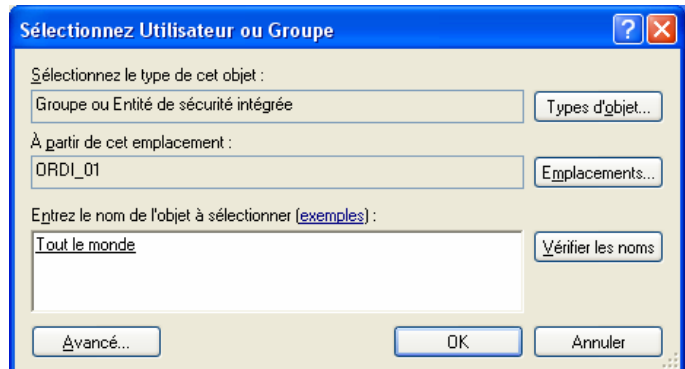 Sélectionnez Utilisateur ou Groupe
Sélectionnez le type de cet objet :
Groupe ou Entité de sécurité intégrée
Types d'objet...
À partir de cet emplacement :
ORDI_01
Emplacements...
Entrez le nom de l'objet à sélectionner (exemples) :
Tout le monde
Vérifier les noms
Avancé...
OK
Annuler